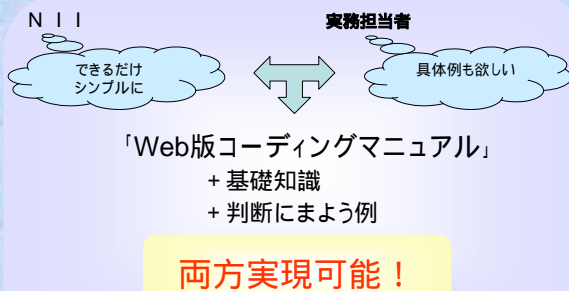 NII
実務担当者
できるだけ
シンプルに
具体例も欲しい
「Web版コーディングマニュアル」
+ 基礎知識
+ 判断にまよう例
両方実現可能！